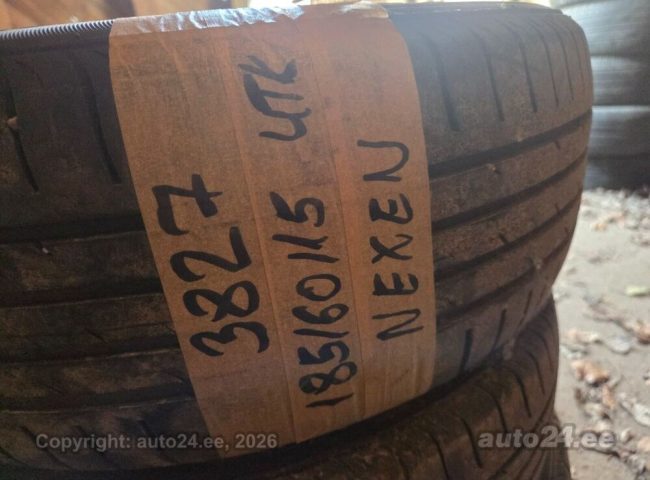 3827
185/60/15 4TK
NEXEN
Copyright: auto24.ee, 2026
auto24.ee